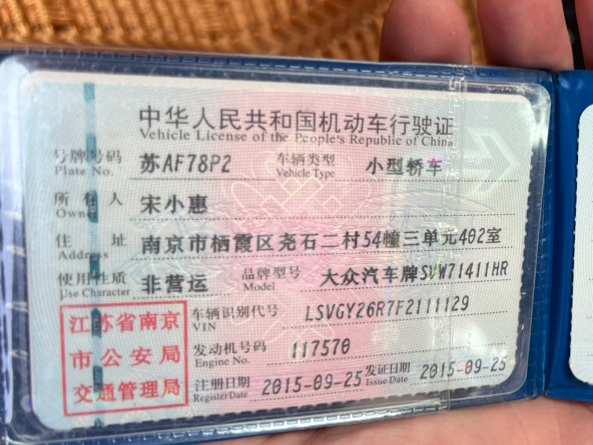 中华人民共和国机动车行驶证
Vehicle License of the People's Republic of China
号牌号码 苏AF78P2 车辆类型 小型轿车
Plate No. Vehicle Type
所有人 宋小惠
Owner
住址 南京市栖霞区尧石二村54幢三单元402室
Address
使用性质 非营运 品牌型号 大众汽车牌SVW71411HR
Use Character Model
江苏省南京
市公安局
交通管理局
车辆识别代号 LSVGY26R7F2111129
VIN
发动机号码 117570
Engine No.
注册日期 2015-09-25 发证日期 2015-09-25
Register Date Issue Date